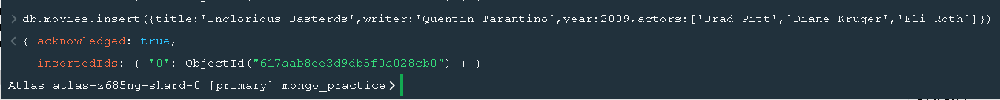 > db.movies.insert({title:'Inglorious Basterds',writer:'Quentin Tarantino',year:2009,actors:['Brad Pitt','Diane Kruger','Eli Roth']})
< { acknowledged: true,
insertedIds: { '0': ObjectId("617aab8ee3d9db5f0a028cb0") } }
Atlas atlas-z685ng-shard-0 [primary] mongo_practice>